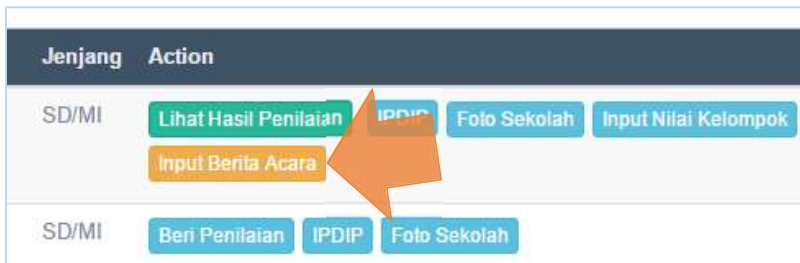 Jenjang Action
SD/MI Lihat Hasil Penilaian IPDIP Foto Sekolah Input Nilai Kelompok
Input Berita Acara
SD/MI Beri Penilaian IPDIP Foto Sekolah